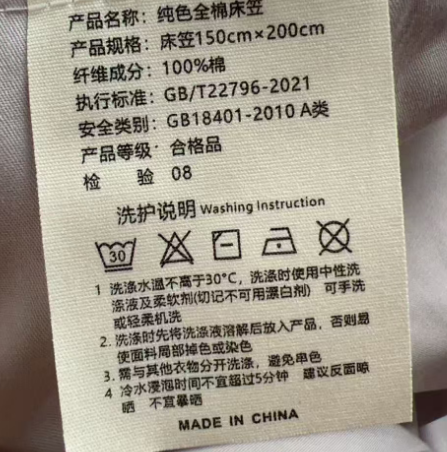 产品名称：纯色全棉床笠
产品规格：床笠150cm×200cm
纤维成分：100%棉
执行标准：GB/T22796-2021
安全类别：GB18401-2010 A类
产品等级：合格品
检 验 08
洗护说明 Washing Instruction
30
1 洗涤水温不高于30°C，洗涤时使用中性洗
涤液及柔软剂(切记不可用漂白剂) 可手洗
或轻柔机洗
2. 洗涤时先将洗涤液溶解后放入产品，否则易
使面料局部掉色或染色
3. 需与其他衣物分开洗涤，避免串色
4 冷水浸泡时间不宜超过5分钟 建议反面晾
晒 不宜暴晒
MADE IN CHINA